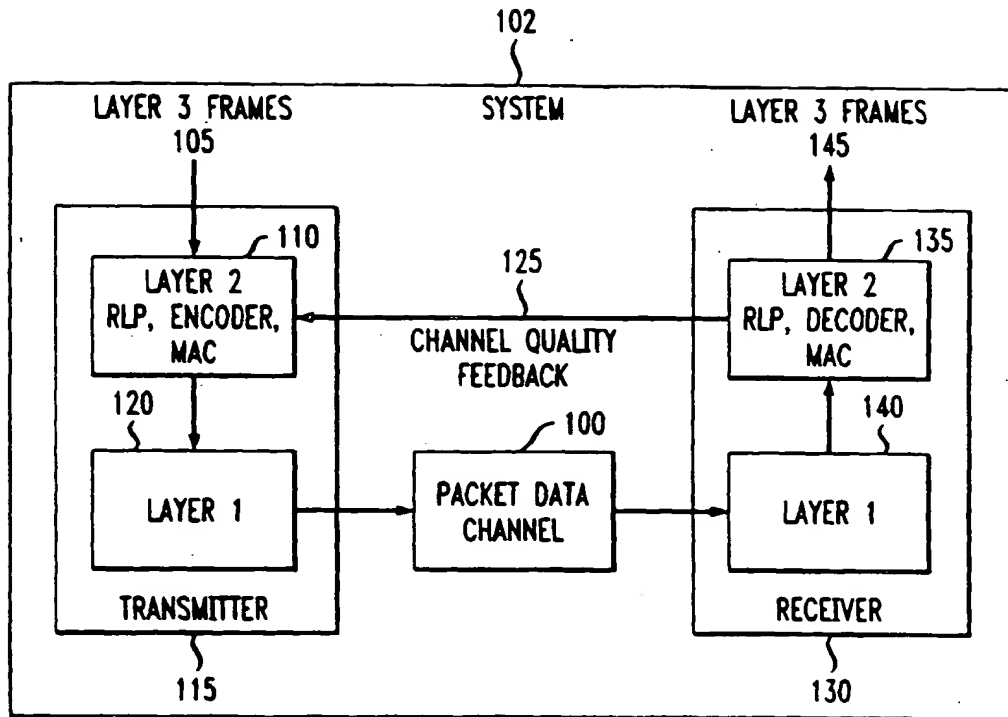 102
LAYER 3 FRAMES SYSTEM LAYER 3 FRAMES
105 145
110 135
LAYER 2
RLP, ENCODER,
MAC
125
CHANNEL QUALITY
FEEDBACK
LAYER 2
RLP, DECODER,
MAC
120 100 140
LAYER 1
PACKET DATA
CHANNEL
LAYER 1
TRANSMITTER RECEIVER
115 130